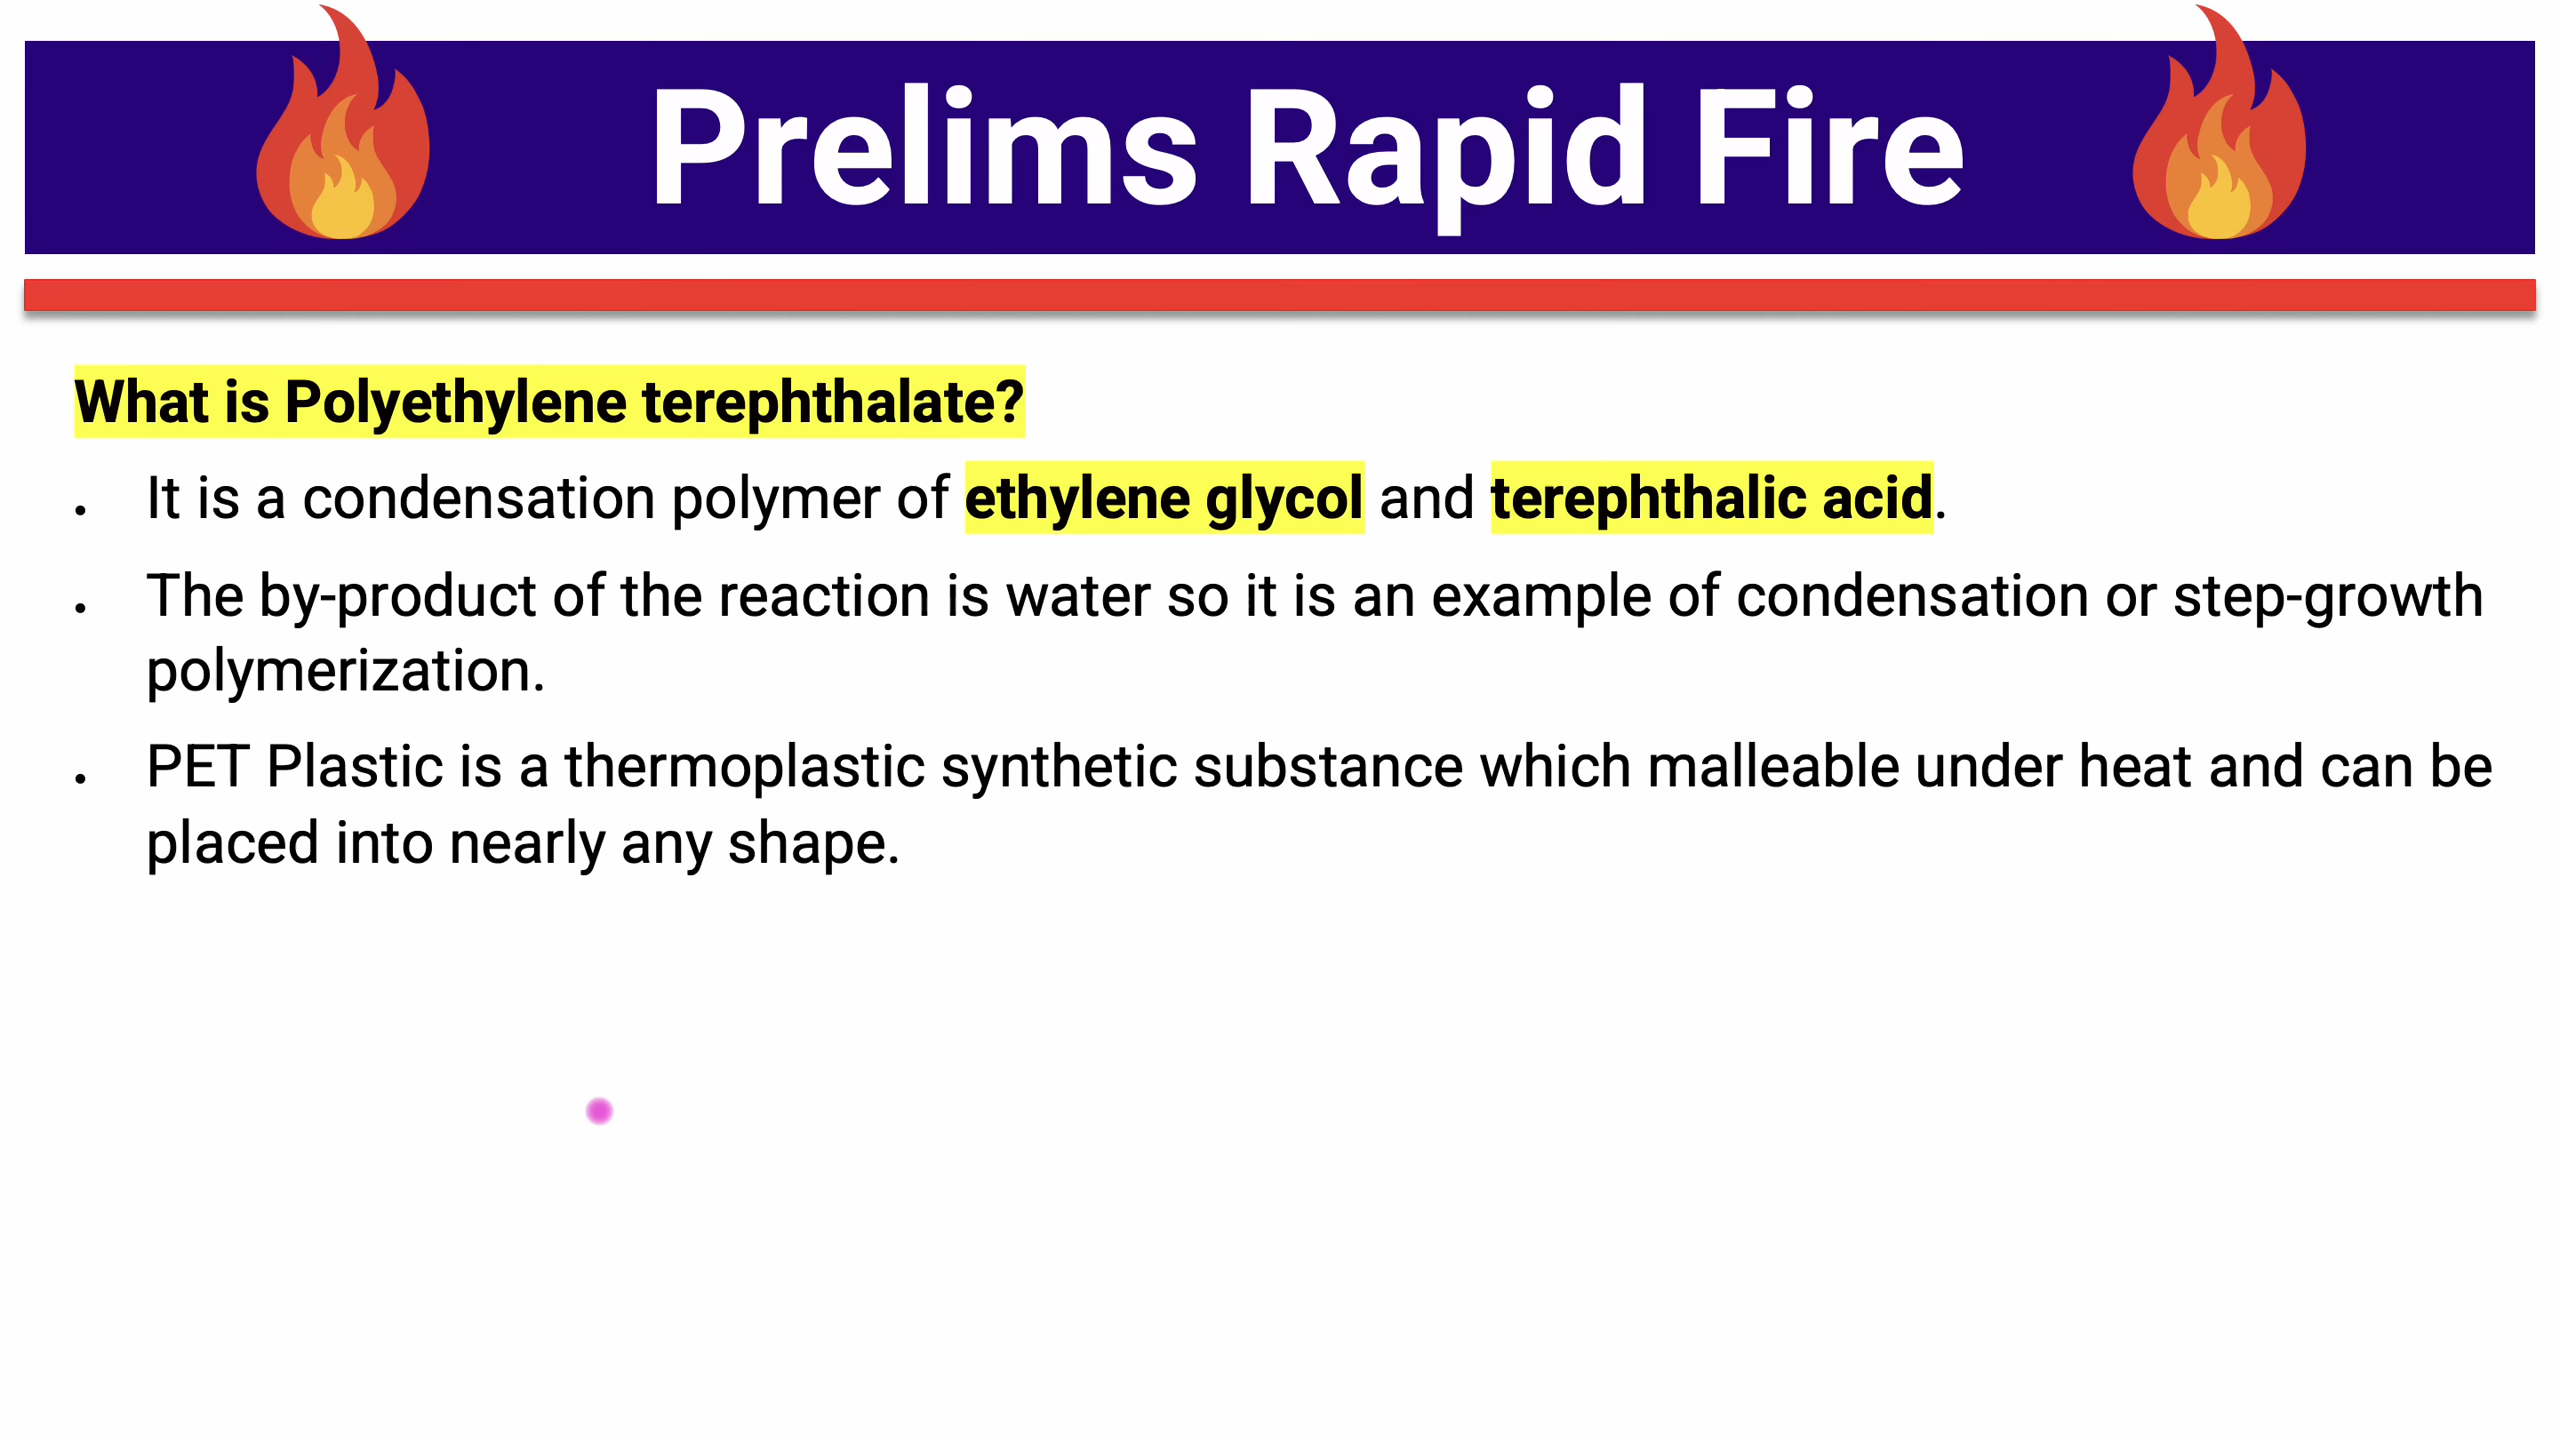 Prelims Rapid Fire
What is Polyethylene terephthalate?
• It is a condensation polymer of ethylene glycol and terephthalic acid.
• The by-product of the reaction is water so it is an example of condensation or step-growth
polymerization.
• PET Plastic is a thermoplastic synthetic substance which malleable under heat and can be
placed into nearly any shape.